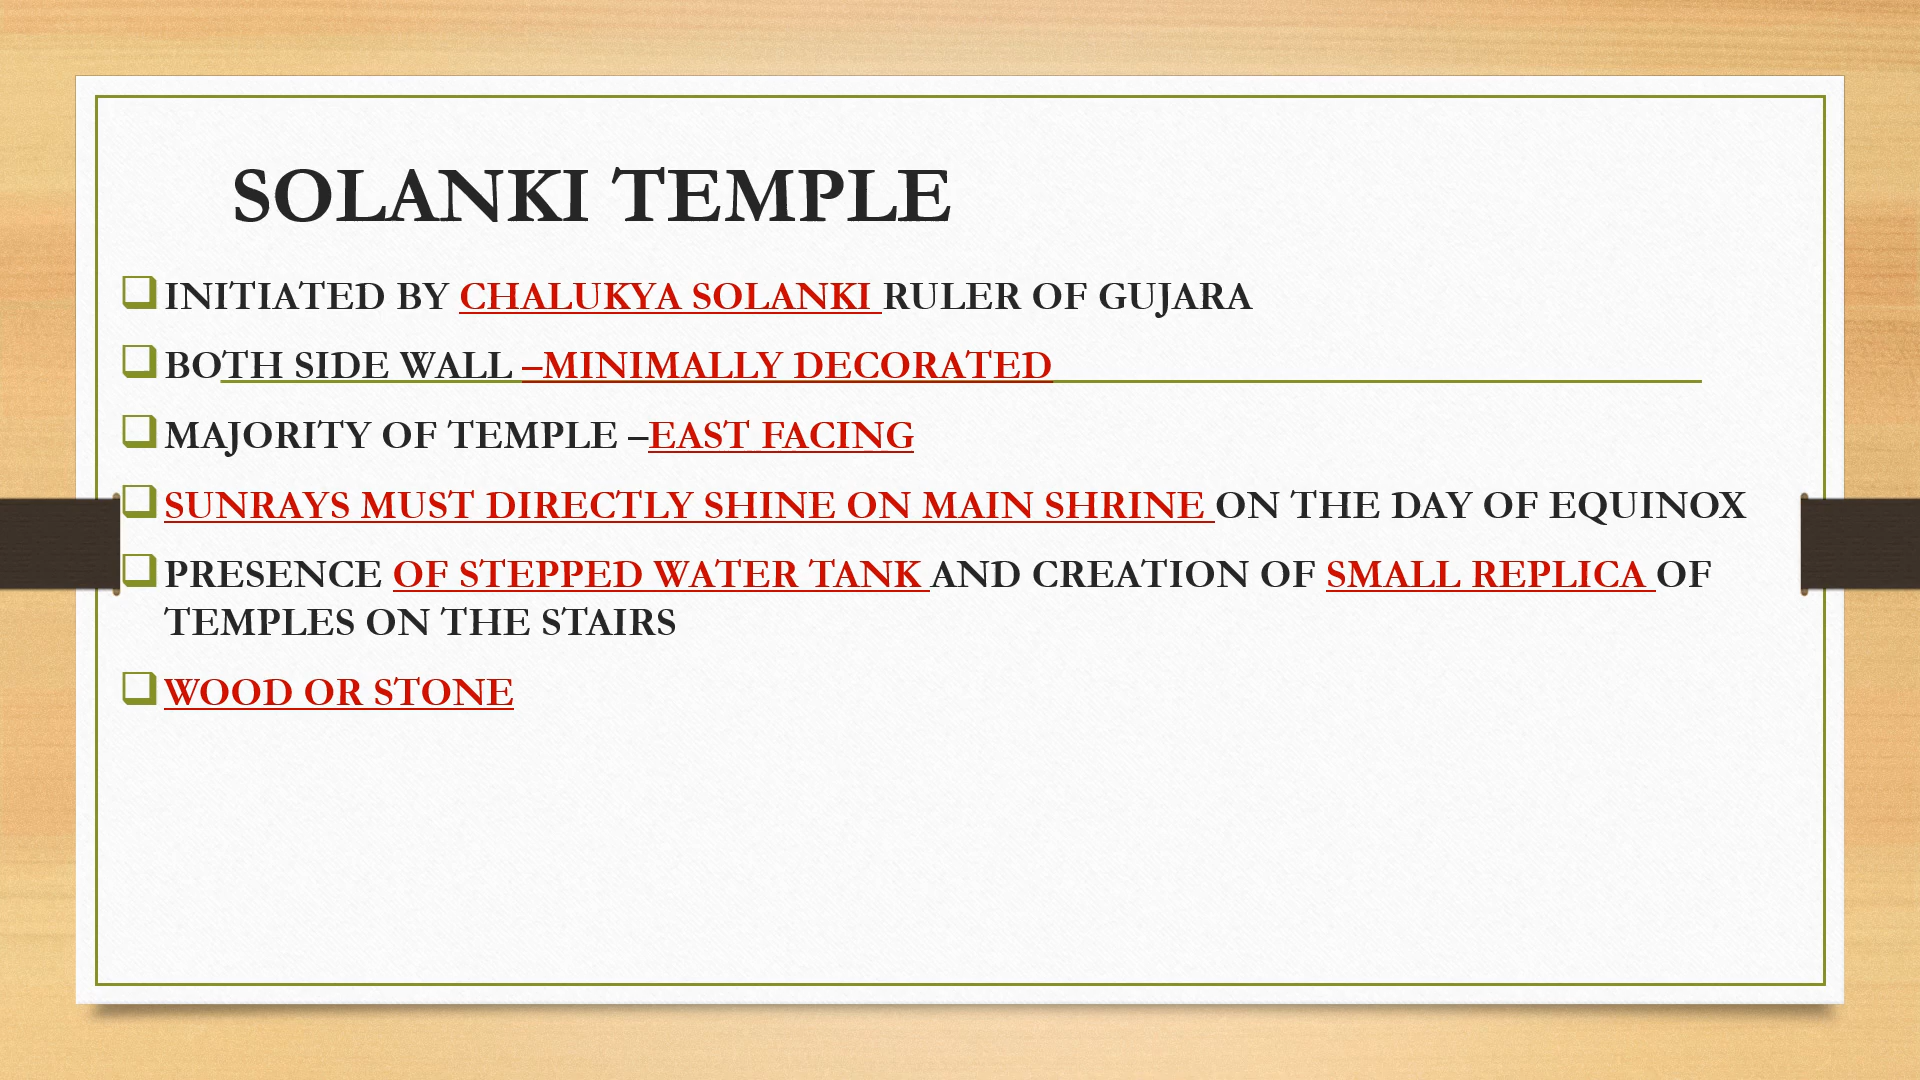 SOLANKI TEMPLE
INITIATED BY CHALUKYA SOLANKI RULER OF GUJARA
BOTH SIDE WALL –MINIMALLY DECORATED
MAJORITY OF TEMPLE –EAST FACING
SUNRAYS MUST DIRECTLY SHINE ON MAIN SHRINE ON THE DAY OF EQUINOX
PRESENCE OF STEPPED WATER TANK AND CREATION OF SMALL REPLICA OF
TEMPLES ON THE STAIRS
WOOD OR STONE